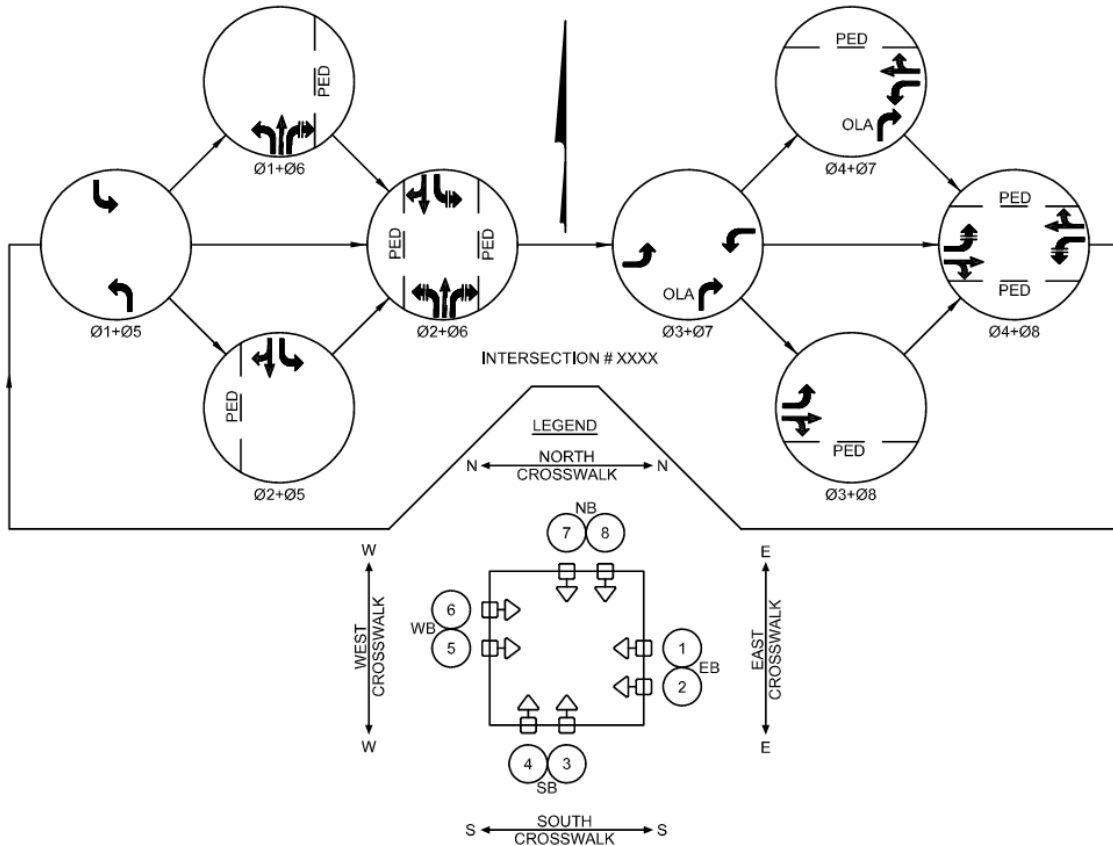 PED
Ø1+Ø6
Ø1+Ø5
PED
PED
Ø2+Ø6
PED
Ø2+Ø5
PED
OLA
Ø4+Ø7
OLA
Ø3+Ø7
PED
PED
Ø4+Ø8
PED
Ø3+Ø8
INTERSECTION # XXXX
LEGEND
N NORTH N
CROSSWALK
NB
7 8
W
WEST
CROSSWALK
W
6
WB
5
1
EB
2
E
EAST
CROSSWALK
E
4 3
SB
S SOUTH S
CROSSWALK